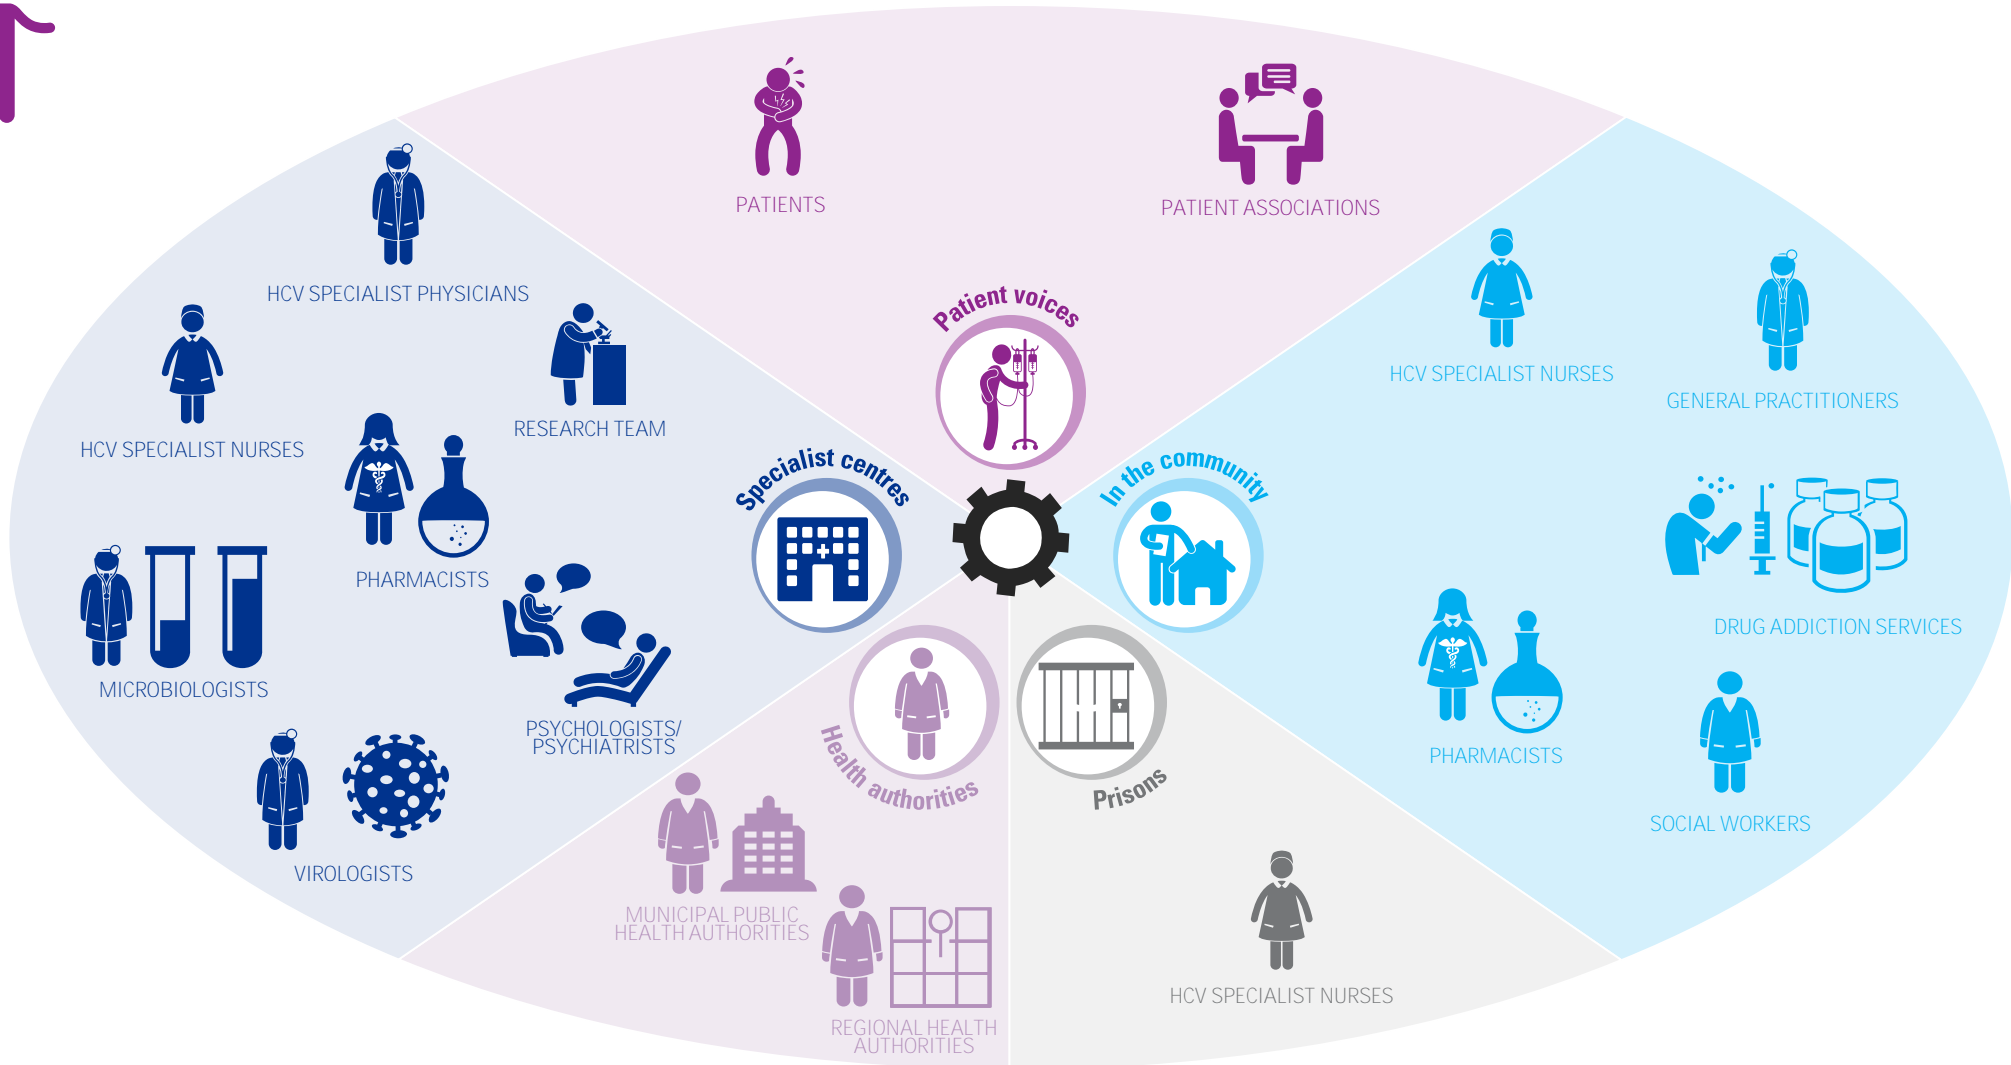 PATIENTS
PATIENT ASSOCIATIONS
Patient voices
HCV SPECIALIST PHYSICIANS
HCV SPECIALIST NURSES
RESEARCH TEAM
PHARMACISTS
MICROBIOLOGISTS
PSYCHOLOGISTS/
PSYCHIATRISTS
VIROLOGISTS
Specialist centres
In the community
HCV SPECIALIST NURSES
GENERAL PRACTITIONERS
DRUG ADDICTION SERVICES
PHARMACISTS
SOCIAL WORKERS
Health authorities
MUNICIPAL PUBLIC
HEALTH AUTHORITIES
REGIONAL HEALTH
AUTHORITIES
Prisons
HCV SPECIALIST NURSES